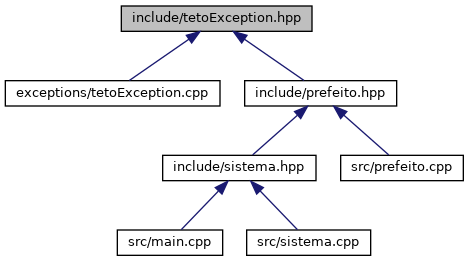 include/tetoException.hpp
exceptions/tetoException.cpp
include/prefeito.hpp
include/sistema.hpp
src/prefeito.cpp
src/main.cpp
src/sistema.cpp